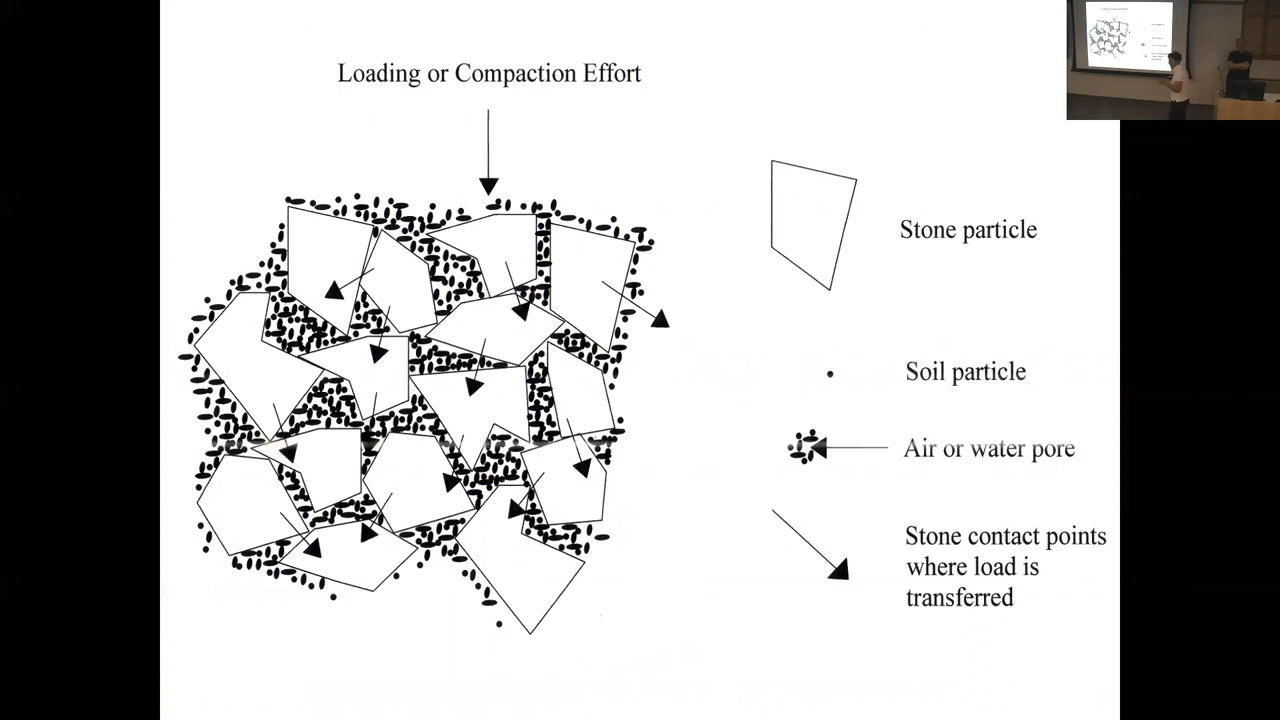 Loading or Compaction Effort
Stone particle
Soil particle
Air or water pore
Stone contact points
where load is
transferred